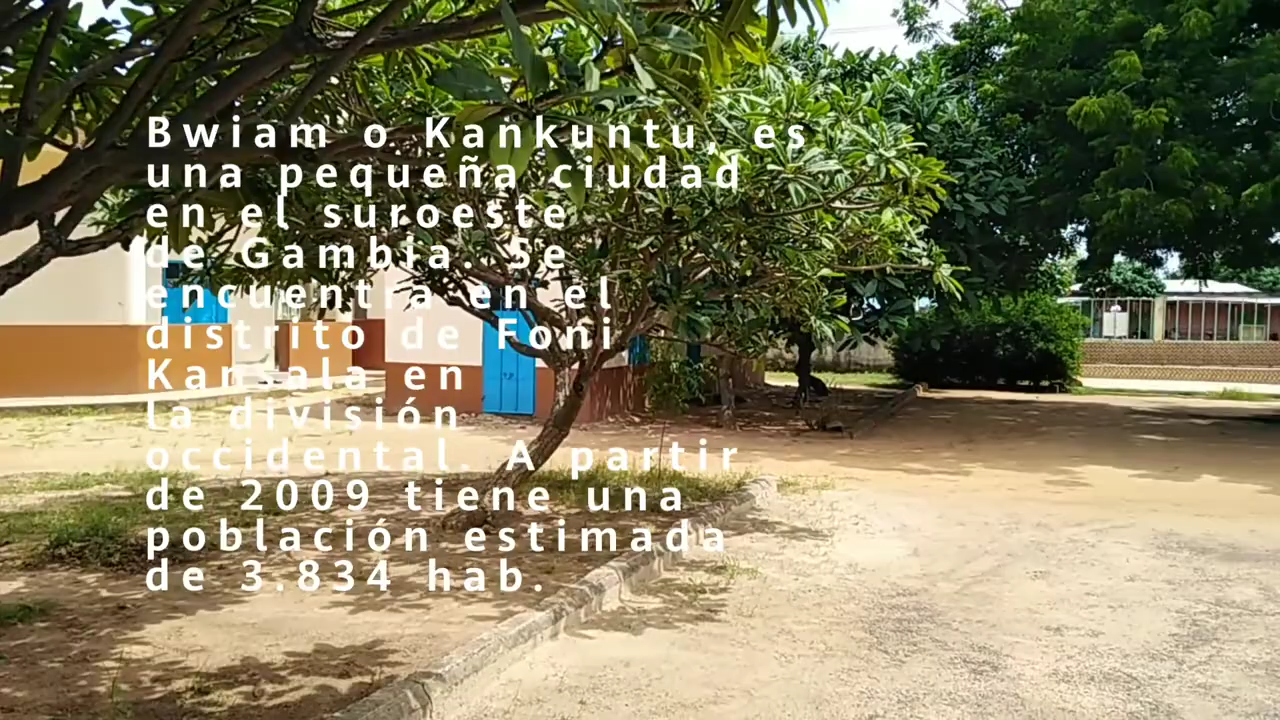 Bwiam o Kankuntu, es
una pequeña ciudad
en el suroeste
de Gambia. Se
encuentra en el
distrito de Foni
Kansala en
la división
occidental. A partir
de 2009 tiene una
población estimada
de 3.834 hab.